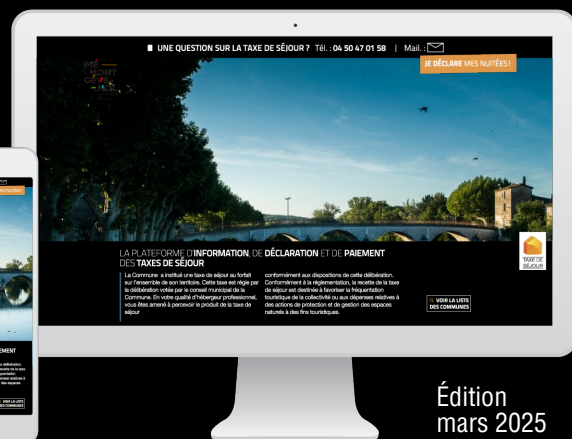 UNE QUESTION SUR LA TAXE DE SÉJOUR ? Tél. : 04 50 47 01 58 | Mail. :
JE DÉCLARE MES NUITÉES !
PIÉ
MONT
CÉVE
NOL
LA PLATEFORME D'INFORMATION, DE DÉCLARATION ET DE PAIEMENT
DES TAXES DE SÉJOUR
La Commune a institué une taxe de séjour au forfait
sur l'ensemble de son territoire. Cette taxe est régie par
la délibération votée par le conseil municipal de la
Commune. En votre qualité d'hébergeur professionnel,
vous êtes amené à percevoir le produit de la taxe de
séjour
conformément aux dispositions de cette délibération.
Conformément à la réglementation, la recette de la taxe
de séjour est destinée à favoriser la fréquentation
touristique de la collectivité ou aux dépenses relatives à
des actions de protection et de gestion des espaces
naturels à des fins touristiques.
VOIR LA LISTE
DES COMMUNES
TAXE DE
SÉJOUR
Édition
mars 2025